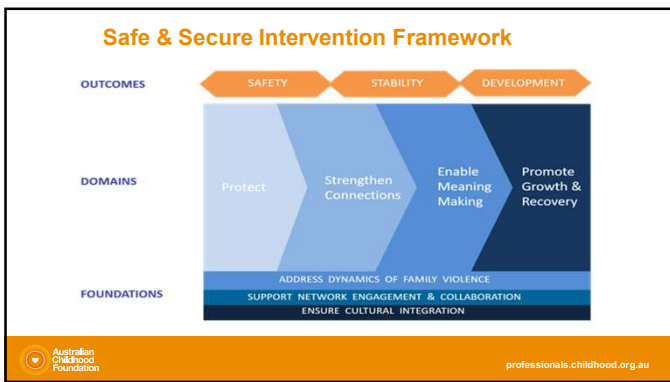 Safe & Secure Intervention Framework
OUTCOMES
SAFETY
STABILITY
DEVELOPMENT
DOMAINS
Protect
Strengthen
Connections
Enable
Meaning
Making
Promote
Growth &
Recovery
FOUNDATIONS
ADDRESS DYNAMICS OF FAMILY VIOLENCE
SUPPORT NETWORK ENGAGEMENT & COLLABORATION
ENSURE CULTURAL INTEGRATION
Australian
Childhood
Foundation
professionals.childhood.org.au